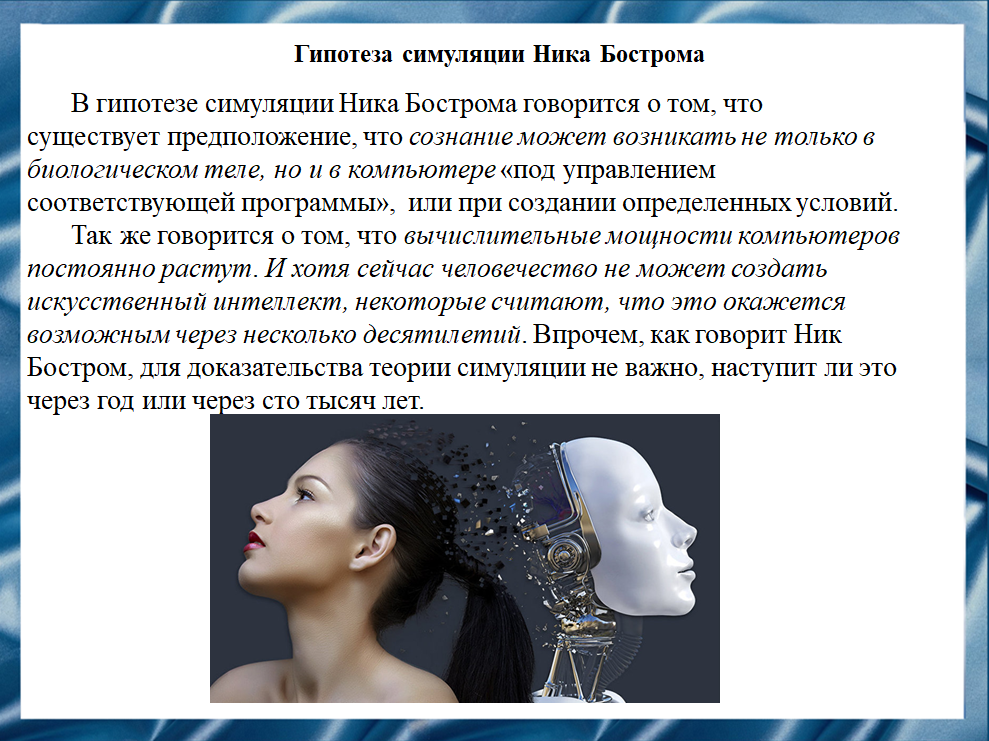 Гипотеза симуляции Ника Бострома
В гипотезе симуляции Ника Бострома говорится о том, что
существует предположение, что сознание может возникать не только в
биологическом теле, но и в компьютере «под управлением
соответствующей программы», или при создании определенных условий.
Так же говорится о том, что вычислительные мощности компьютеров
постоянно растут. И хотя сейчас человечество не может создать
искусственный интеллект, некоторые считают, что это окажется
возможным через несколько десятилетий. Впрочем, как говорит Ник
Бостром, для доказательства теории симуляции не важно, наступит ли это
через год или через сто тысяч лет.